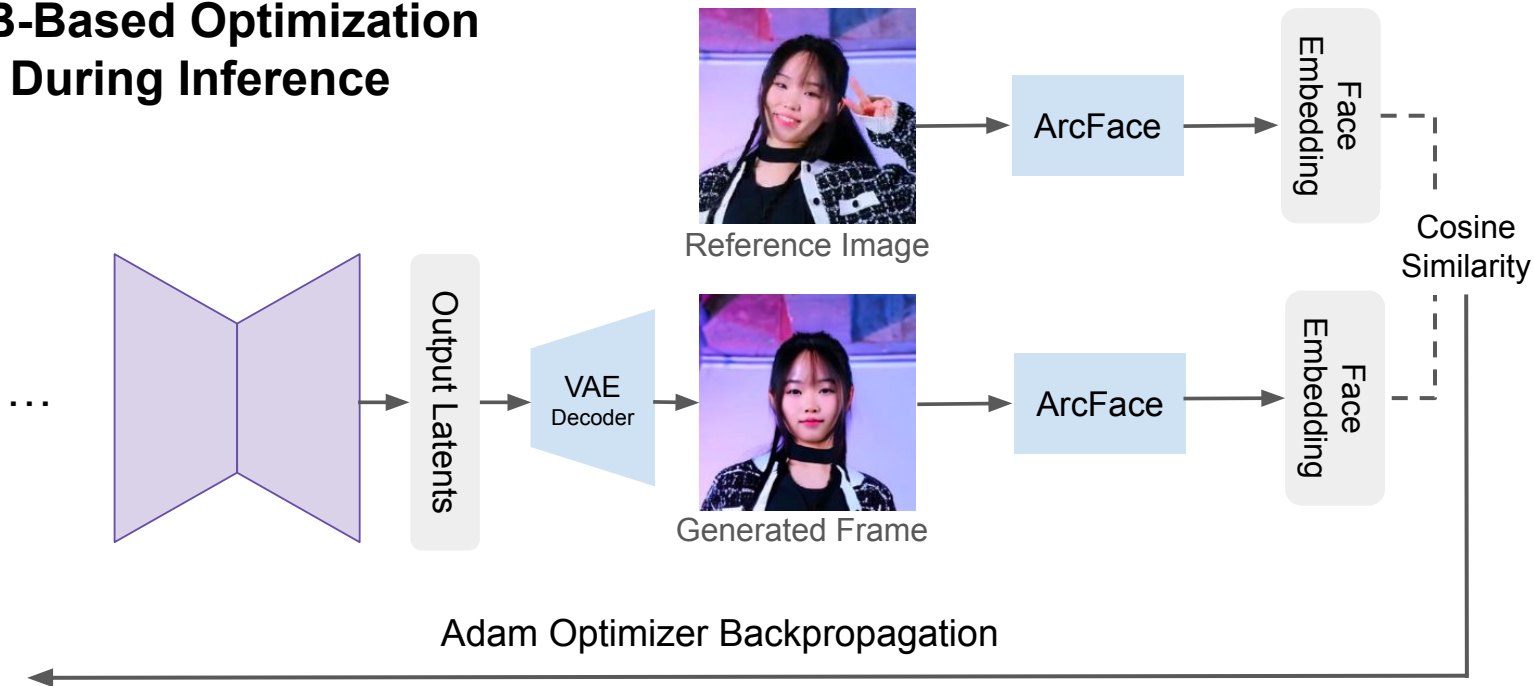 3-Based Optimization
During Inference
ArcFace
Face
Embedding
Reference Image
Cosine
Similarity
...
Output Latents
VAE
Decoder
ArcFace
Face
Embedding
Generated Frame
Adam Optimizer Backpropagation